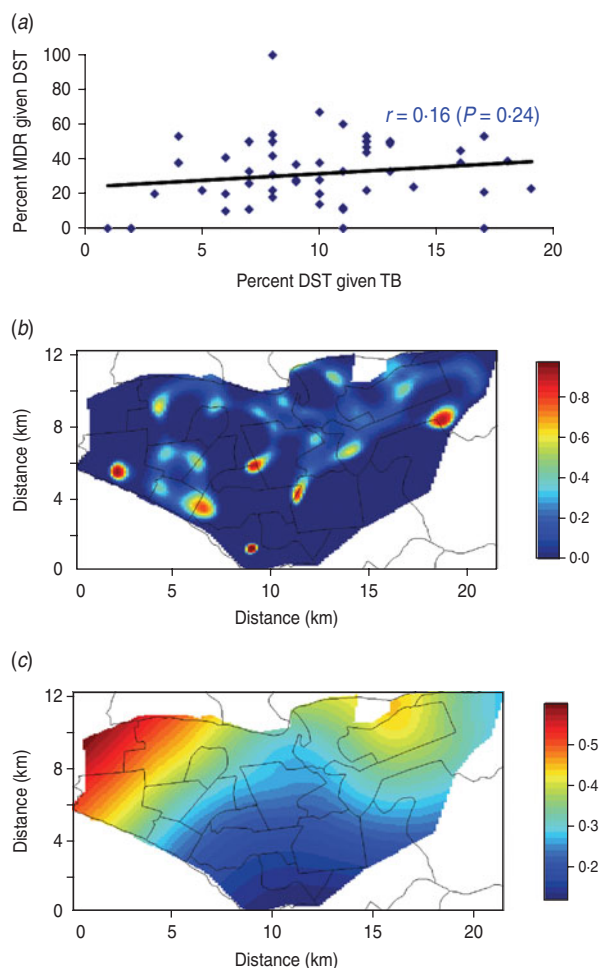 (a)
Percent MDR given DST
100
80
60
40
20
0
r = 0·16 (P = 0·24)
0 5 10 15 20
Percent DST given TB
(b)
Distance (km)
12
8
4
0
0 5 10 15 20
Distance (km)
0·8
0·6
0·4
0·2
0·0
(c)
Distance (km)
12
8
4
0
0 5 10 15 20
Distance (km)
0·5
0·4
0·3
0·2